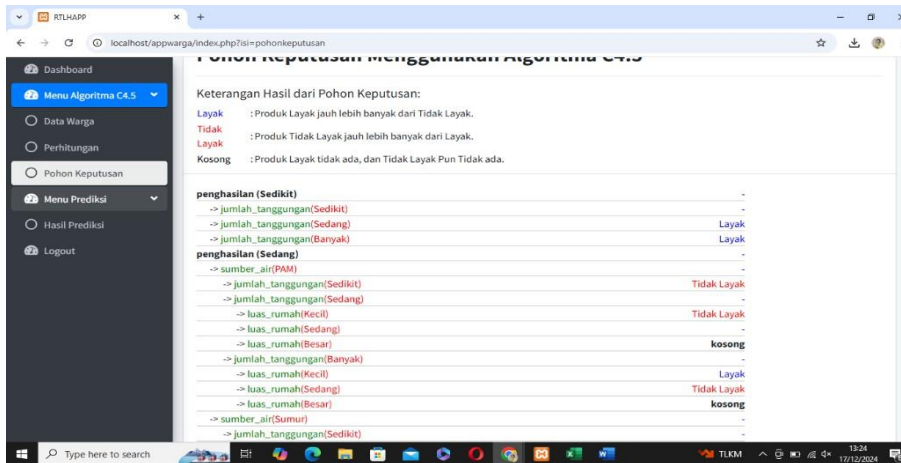 RTLHAPP
localhost/appwarga/index.php?isi=pohonkeputusan
Dashboard
Menu Algoritma C4.5
Data Warga
Perhitungan
Pohon Keputusan
Menu Prediksi
Hasil Prediksi
Logout
Pohon Keputusan Menggunakan Algoritma C4.5
Keterangan Hasil dari Pohon Keputusan:
Layak : Produk Layak jauh lebih banyak dari Tidak Layak.
Tidak Layak : Produk Tidak Layak jauh lebih banyak dari Layak.
Kosong : Produk Layak tidak ada, dan Tidak Layak Pun Tidak ada.
penghasilan (Sedikit) -
-> jumlah_tanggungan(Sedikit) -
-> jumlah_tanggungan(Sedang) Layak
-> jumlah_tanggungan(Banyak) Layak
penghasilan (Sedang) -
-> sumber_air(PAM) -
-> jumlah_tanggungan(Sedikit) Tidak Layak
-> jumlah_tanggungan(Sedang) -
-> luas_rumah(Kecil) Tidak Layak
-> luas_rumah(Sedang) -
-> luas_rumah(Besar) kosong
-> jumlah_tanggungan(Banyak) -
-> luas_rumah(Kecil) Layak
-> luas_rumah(Sedang) Tidak Layak
-> luas_rumah(Besar) kosong
-> sumber_air(Sumur) -
-> jumlah_tanggungan(Sedikit) -
Type here to search
TLKM
13:24
17/12/2024